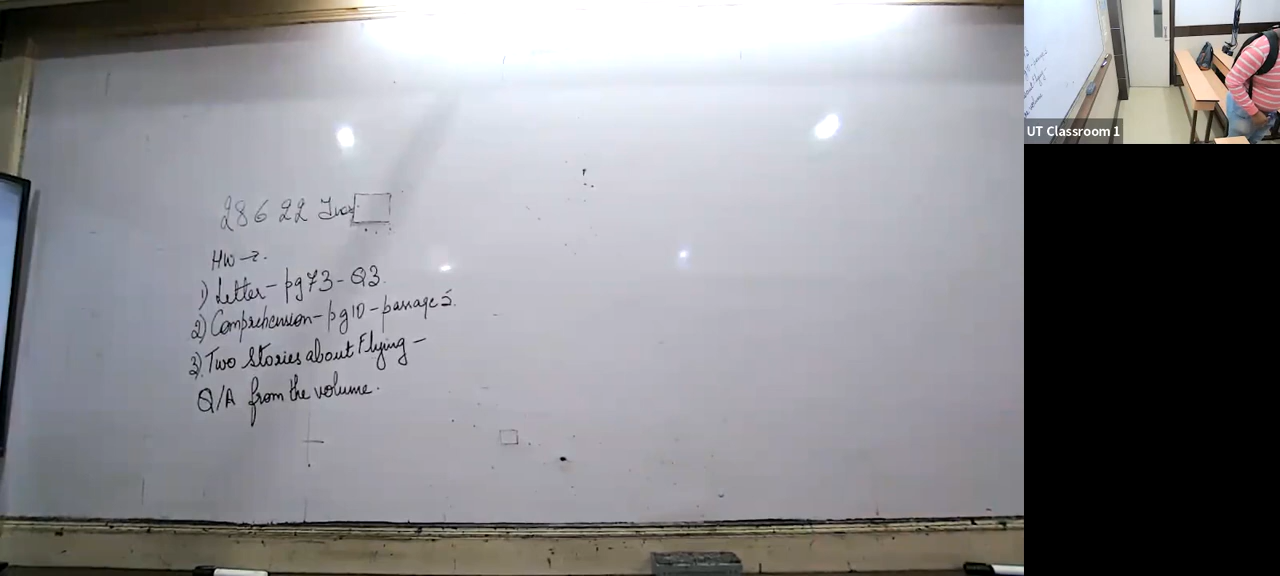 28 6 22
HW →
1) Letter - pg 73 - Q3.
2) Comprehension - pg 10 - passage 5.
3) Two Stories about Flying -
Q/A from the volume.
UT Classroom 1